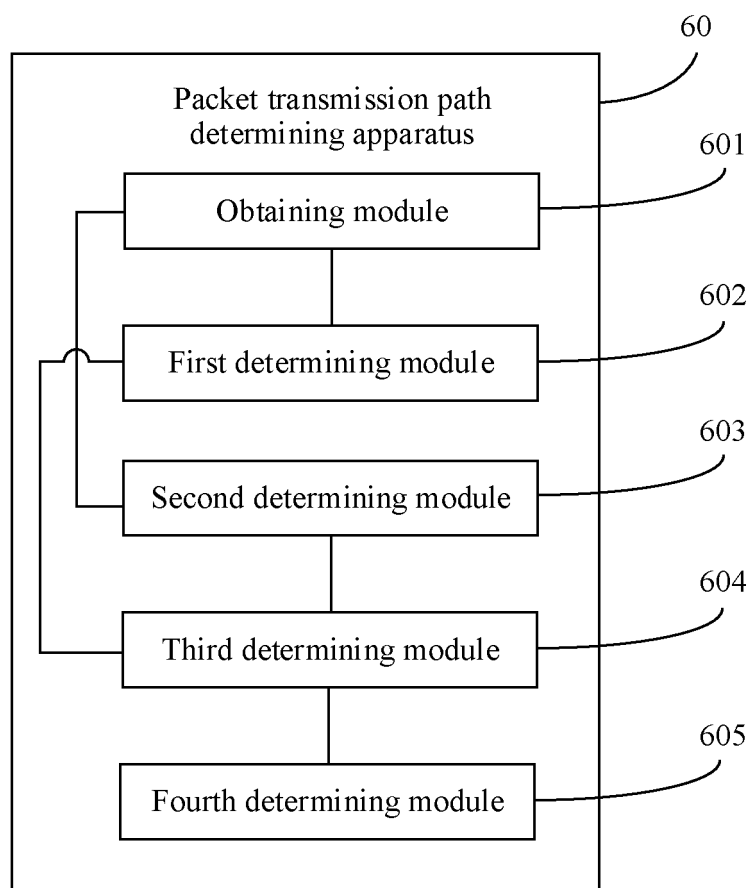 60
Packet transmission path
determining apparatus
601
Obtaining module
602
First determining module
603
Second determining module
604
Third determining module
605
Fourth determining module